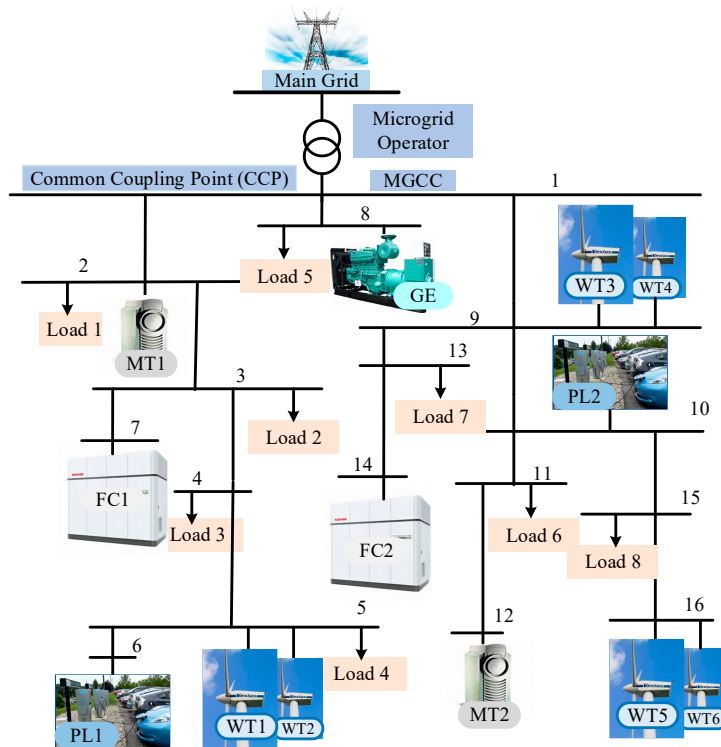 Main Grid
Microgrid
Operator
Common Coupling Point (CCP)
MGCC
1
8
2
Load 5
GE
WT3
WT4
Load 1
MT1
9
13
3
PL2
Load 7
10
7
Load 2
14
11
4
FC1
Load 3
FC2
Load 6
15
Load 8
5
12
16
6
Load 4
PL1
WT1
WT2
MT2
WT5
WT6